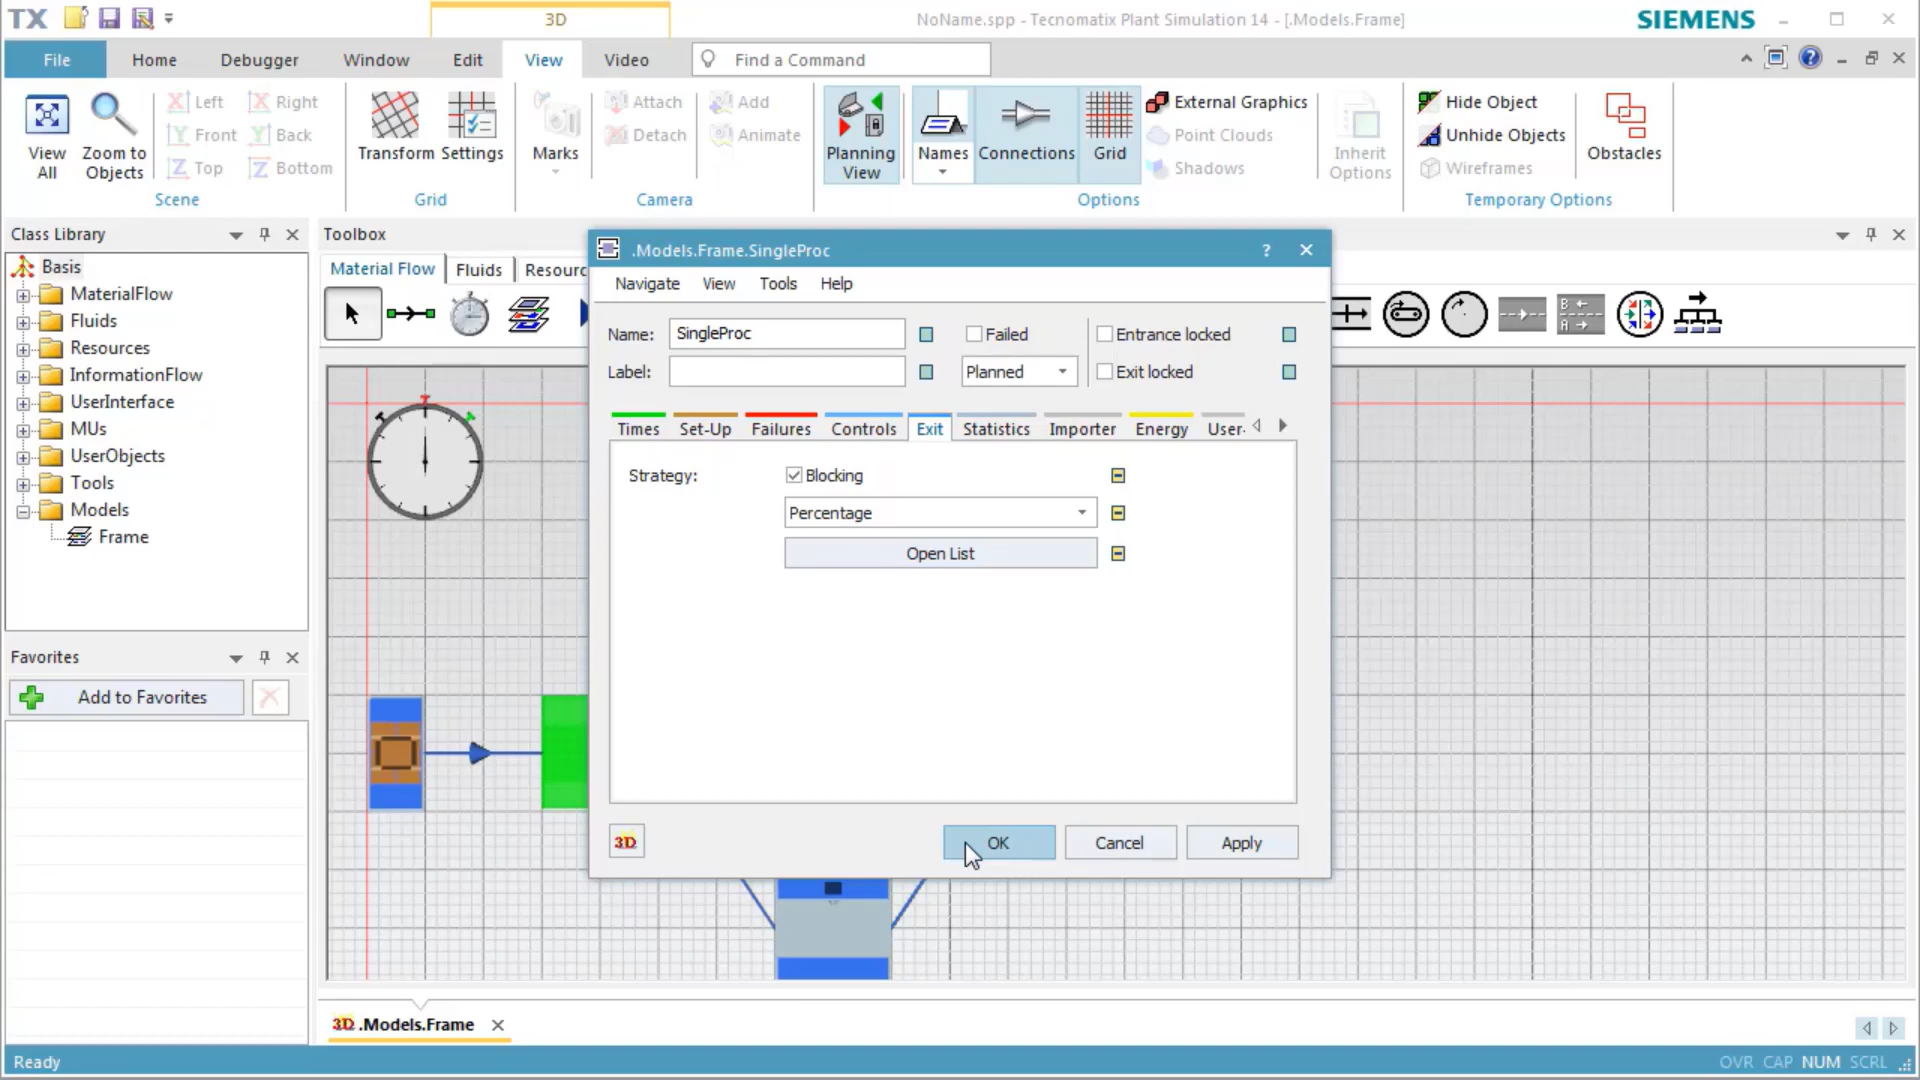 TX
3D
NoName.spp - Tecnomatix Plant Simulation 14 - [.Models.Frame]
SIEMENS
File
Home
Debugger
Window
Edit
View
Video
Find a Command
View All
Zoom to Objects
Left
Right
Front
Back
Top
Bottom
Scene
Transform
Settings
Grid
Marks
Attach
Detach
Add
Animate
Camera
Planning View
Names
Connections
Grid
External Graphics
Point Clouds
Shadows
Inherit Options
Options
Hide Object
Unhide Objects
Wireframes
Obstacles
Temporary Options
Class Library
Basis
MaterialFlow
Fluids
Resources
InformationFlow
UserInterface
MUs
UserObjects
Tools
Models
Frame
Favorites
Add to Favorites
Toolbox
Material Flow
Fluids
Resourc
.Models.Frame.SingleProc
?
Navigate
View
Tools
Help
Name:
SingleProc
Failed
Entrance locked
Label:
Planned
Exit locked
Times
Set-Up
Failures
Controls
Exit
Statistics
Importer
Energy
User-
Strategy:
Blocking
Percentage
Open List
3D
OK
Cancel
Apply
3D .Models.Frame
Ready
OVR CAP NUM SCRL